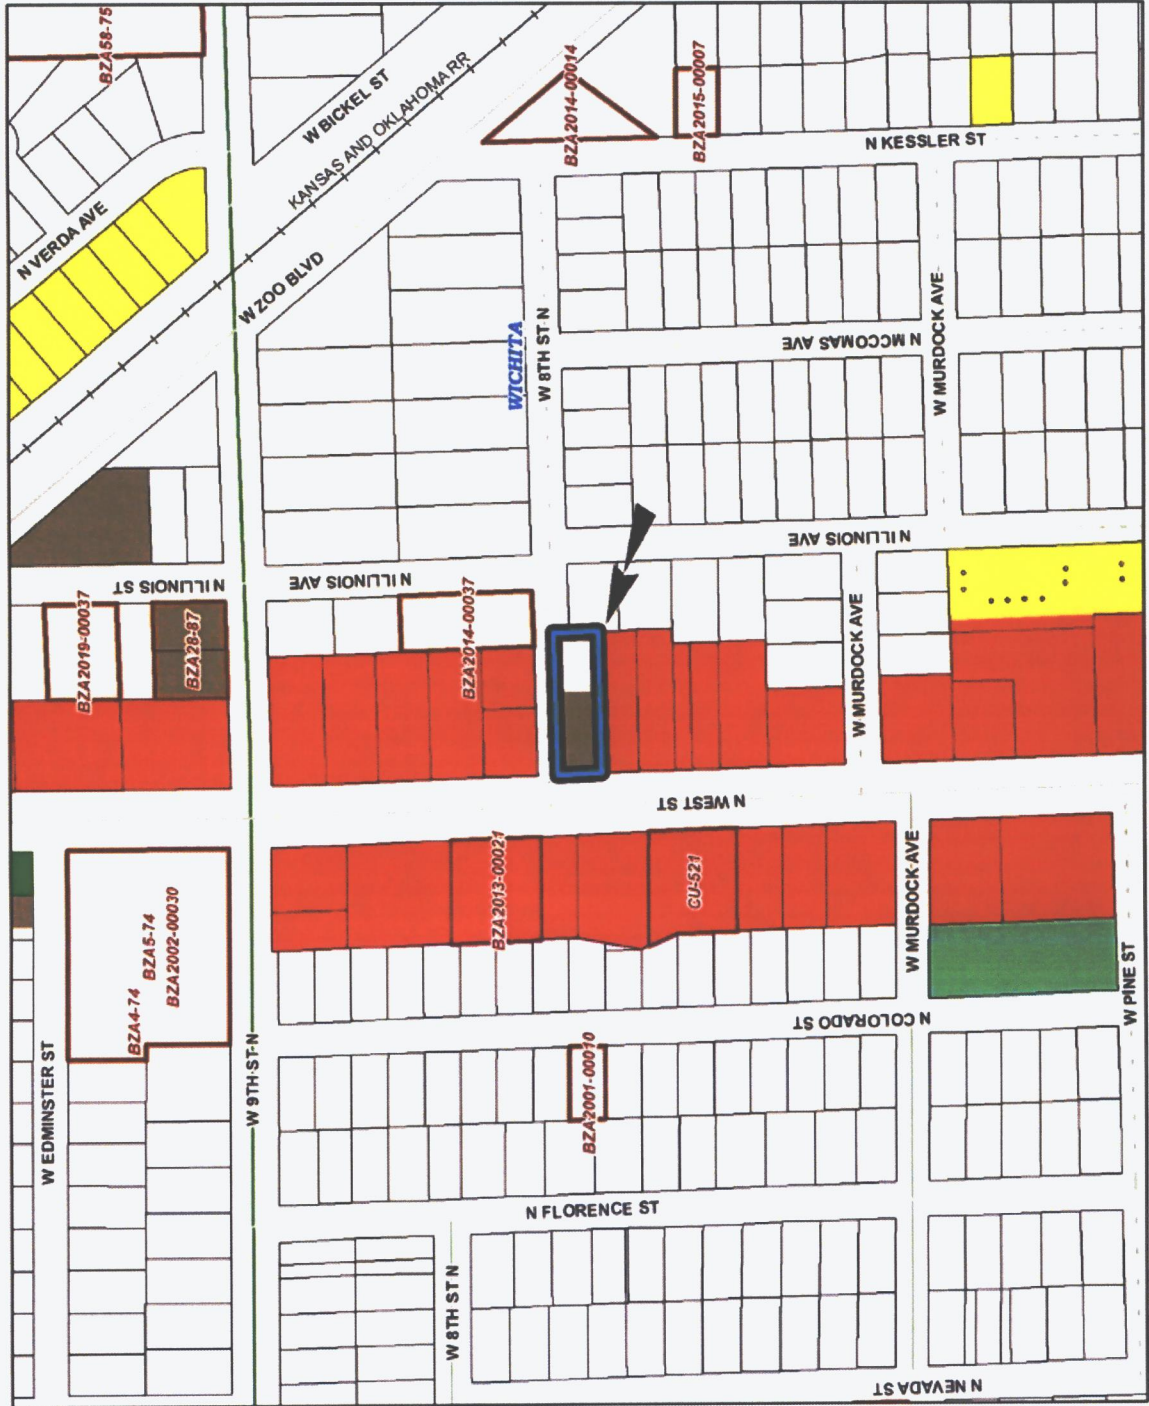 BZA58-75
W BICKEL ST
KANSAS AND OKLAHOMA RR
BZA2014-00014
BZA2015-00007
N KESSLER ST
N VERDA AVE
W ZOO BLVD
WICHITA
W 8TH ST N
N MCCOMAS AVE
W MURDOCK AVE
N ILLINOIS ST
N ILLINOIS AVE
N ILLINOIS AVE
BZA2019-00037
BZA28-87
BZA2014-00037
W MURDOCK AVE
N WEST ST
BZA5-74
BZA2002-00030
BZA4-74
BZA2013-00021
CU-521
W MURDOCK AVE
W PINE ST
N COLORADO ST
W EDMINSTER ST
W 9TH ST N
BZA2001-00010
N FLORENCE ST
W 8TH ST N
N NEVADA ST